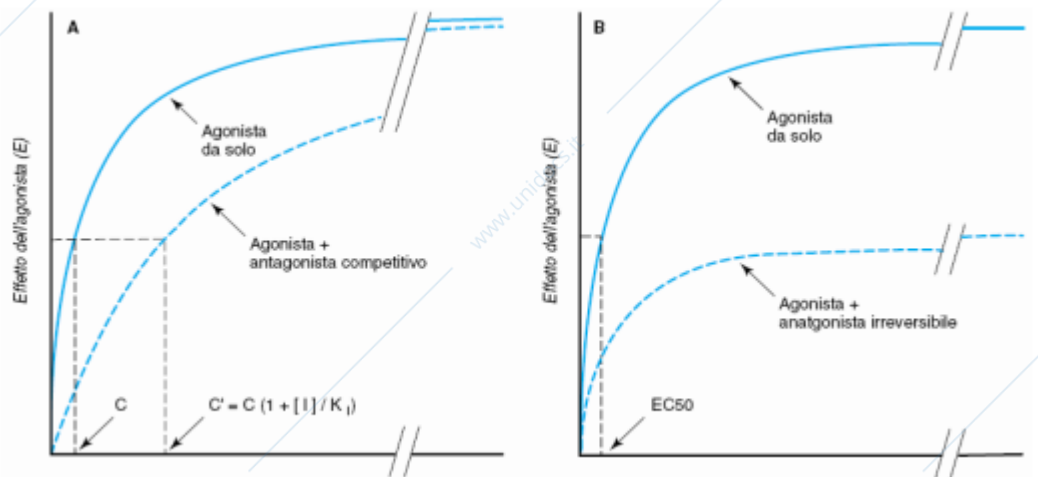 A
Effetto dell'agonista (E)
Agonista
da solo
Agonista +
antagonista competitivo
C
C' = C (1 + [ I ] / K I)
B
Effetto dell'agonista (E)
Agonista
da solo
Agonista +
anatgonista irreversibile
EC50